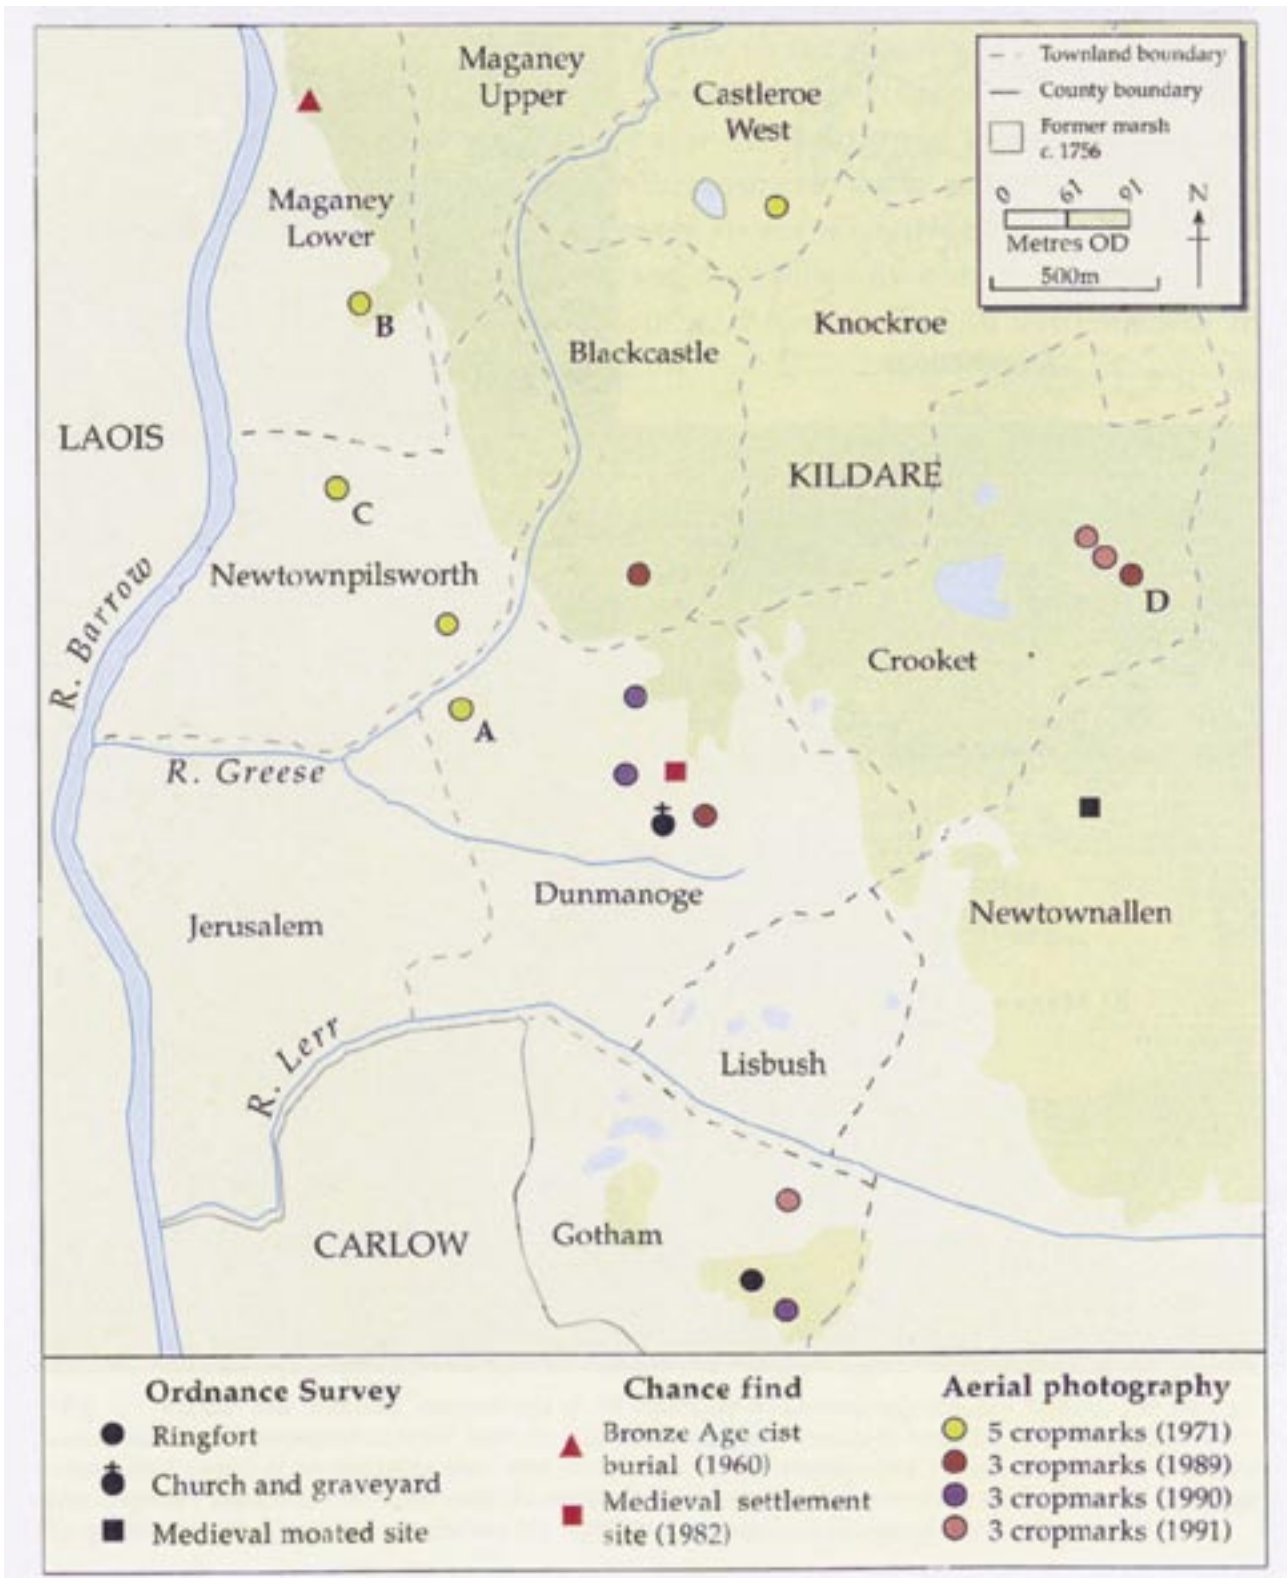 Maganey
Upper
Castleroe
West
Townland boundary
County boundary
Former marsh
c. 1756
0 61 91
Metres OD
500m
N
Maganey
Lower
B
Knockroe
Blackcastle
LAOIS
KILDARE
C
Newtownpilsworth
D
R. Barrow
Crooket
A
R. Greese
Dunmanoge
Newtownallen
Jerusalem
R. Lerr
Lisbush
Gotham
CARLOW
Ordnance Survey
Ringfort
Church and graveyard
Medieval moated site
Chance find
Bronze Age cist
burial (1960)
Medieval settlement
site (1982)
Aerial photography
5 cropmarks (1971)
3 cropmarks (1989)
3 cropmarks (1990)
3 cropmarks (1991)